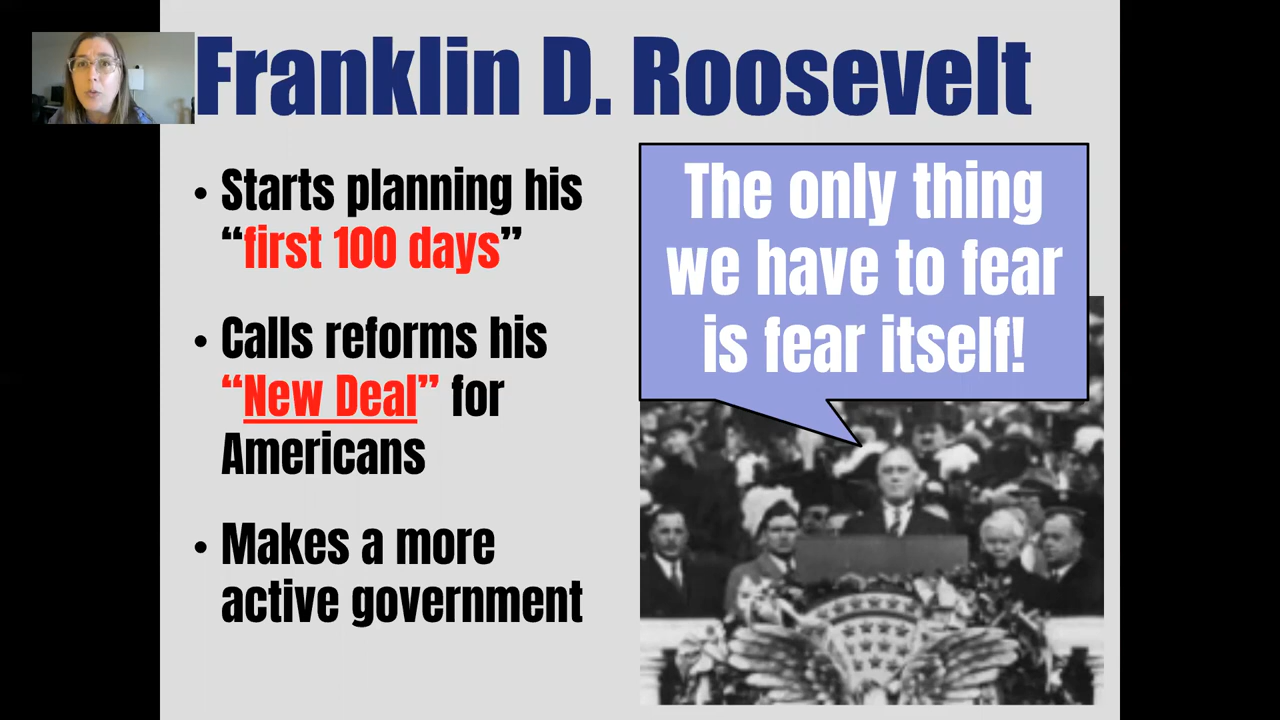 Franklin D. Roosevelt
• Starts planning his
“first 100 days”
• Calls reforms his
“New Deal” for
Americans
• Makes a more
active government
The only thing
we have to fear
is fear itself!